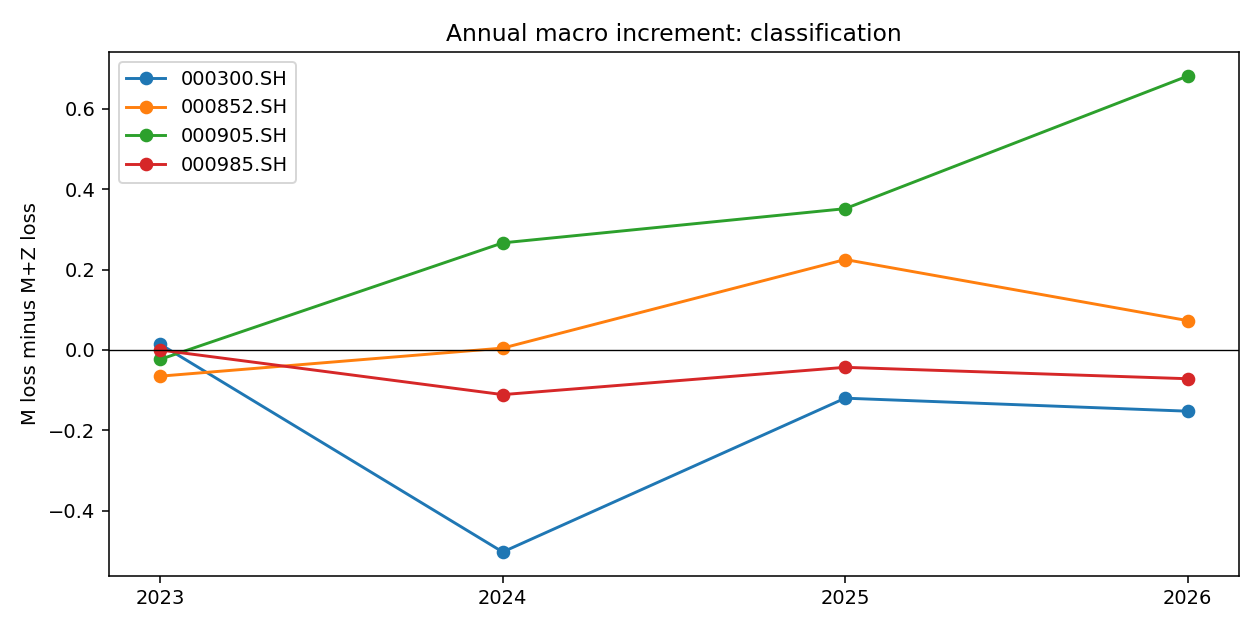 Annual macro increment: classification
000300.SH
000852.SH
000905.SH
000985.SH
M loss minus M+Z loss
0.6
0.4
0.2
0.0
−0.2
−0.4
2023
2024
2025
2026